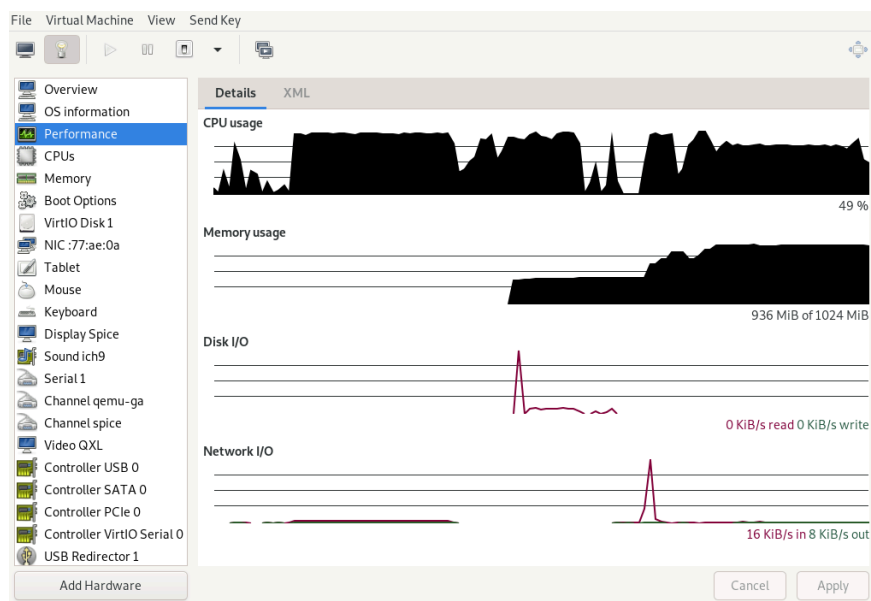 File Virtual Machine View Send Key
Overview
OS information
Performance
CPUs
Memory
Boot Options
VirtIO Disk 1
NIC :77:ae:0a
Tablet
Mouse
Keyboard
Display Spice
Sound ich9
Serial 1
Channel qemu-ga
Channel spice
Video QXL
Controller USB 0
Controller SATA 0
Controller PCIe 0
Controller VirtIO Serial 0
USB Redirector 1
Add Hardware
Details XML
CPU usage
49 %
Memory usage
936 MiB of 1024 MiB
Disk I/O
0 KiB/s read 0 KiB/s write
Network I/O
16 KiB/s in 8 KiB/s out
Cancel Apply